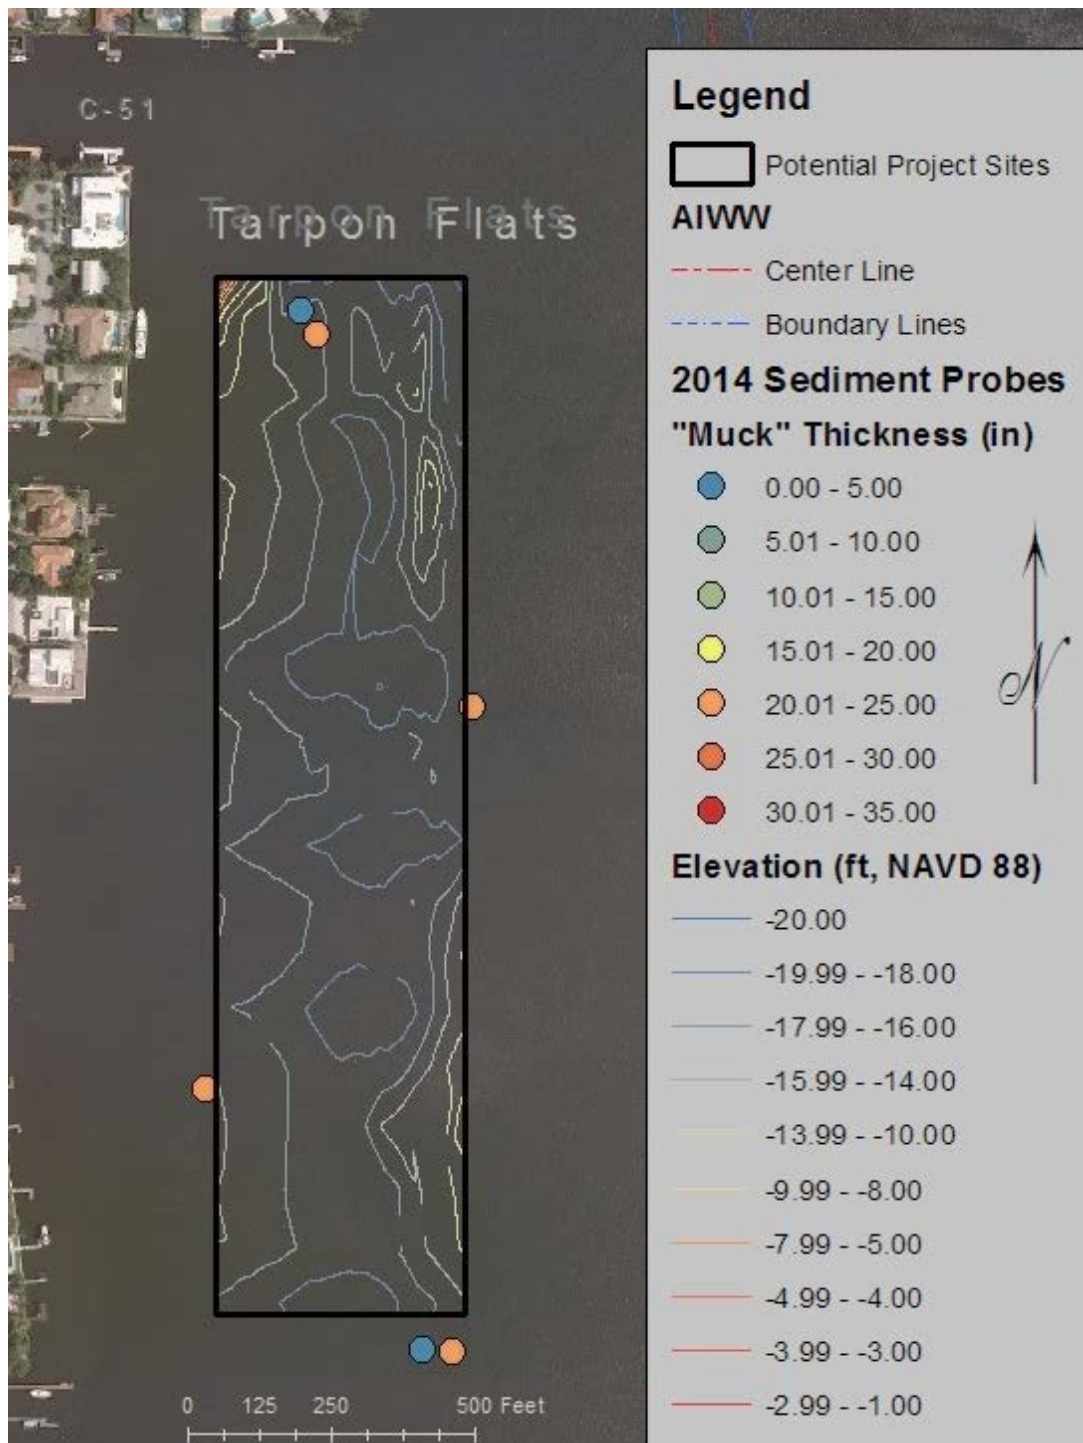 C-51
Tarpon Flats
Legend
Potential Project Sites
AIWW
Center Line
Boundary Lines
2014 Sediment Probes
"Muck" Thickness (in)
0.00 - 5.00
5.01 - 10.00
10.01 - 15.00
15.01 - 20.00
20.01 - 25.00
25.01 - 30.00
30.01 - 35.00
N
Elevation (ft, NAVD 88)
-20.00
-19.99 - -18.00
-17.99 - -16.00
-15.99 - -14.00
-13.99 - -10.00
-9.99 - -8.00
-7.99 - -5.00
-4.99 - -4.00
-3.99 - -3.00
-2.99 - -1.00
0 125 250 500 Feet